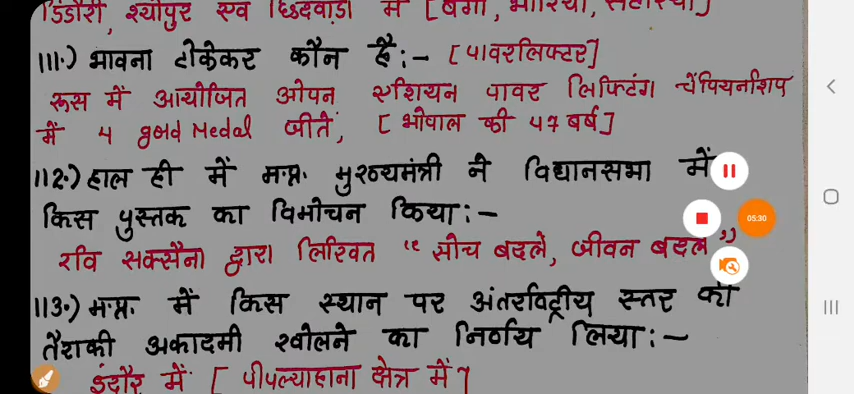 डिंडोरी, श्योपुर एवं छिंदवाड़ा में [बैगा, भारिया, सहरिया]
111.) भावना टोकेकर कौन है:- [पावरलिफ्टर]
रूस में आयोजित ओपन एशियन पावर लिफ्टिंग चेंपियनशिप
में 4 gold Medal जीते, [भोपाल की 47 बर्ष]
112.) हाल ही में म.प्र. मुख्यमंत्री ने विधानसभा में
किस पुस्तक का विमोचन किया:-
रवि सक्सैना द्वारा लिखित “सोच बदले, जीवन बदले”
05:30
113.) म.प्र. में किस स्थान पर अंतर्राष्ट्रीय स्तर की
तैराकी अकादमी खोलने का निर्णय लिया:-
इंदौर में [पीपल्याहाना क्षेत्र में]